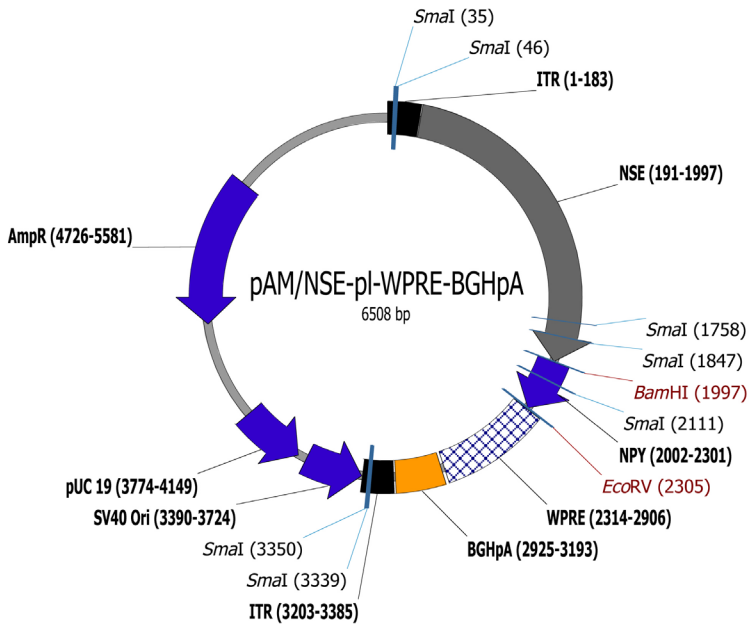 SmaI (35)
SmaI (46)
ITR (1-183)
NSE (191-1997)
AmpR (4726-5581)
pAM/NSE-pl-WPRE-BGHpA
6508 bp
SmaI (1758)
SmaI (1847)
BamHI (1997)
SmaI (2111)
NPY (2002-2301)
pUC 19 (3774-4149)
EcoRV (2305)
SV40 Ori (3390-3724)
WPRE (2314-2906)
SmaI (3350)
BGHpA (2925-3193)
SmaI (3339)
ITR (3203-3385)